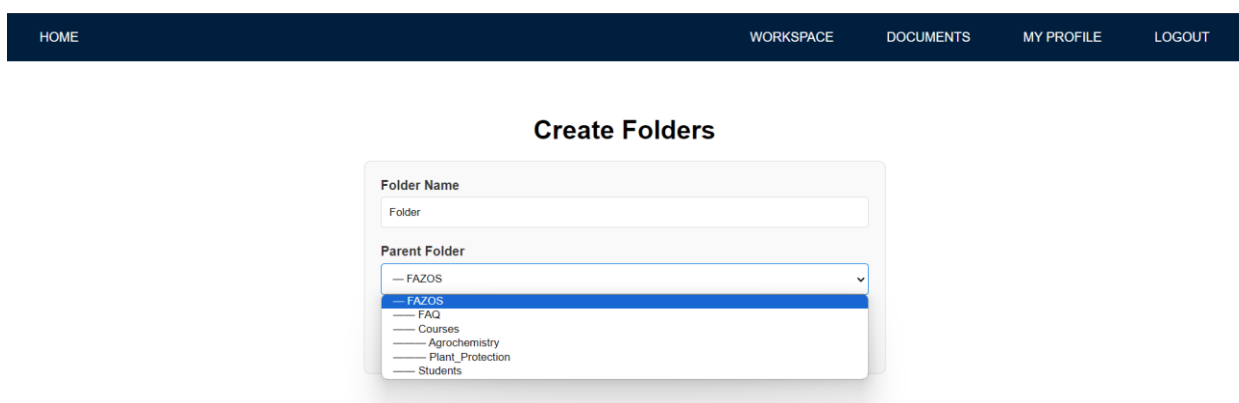 HOME WORKSPACE DOCUMENTS MY PROFILE LOGOUT
Create Folders
Folder Name
Folder
Parent Folder
— FAZOS
— FAZOS
—— FAQ
—— Courses
——— Agrochemistry
——— Plant_Protection
—— Students